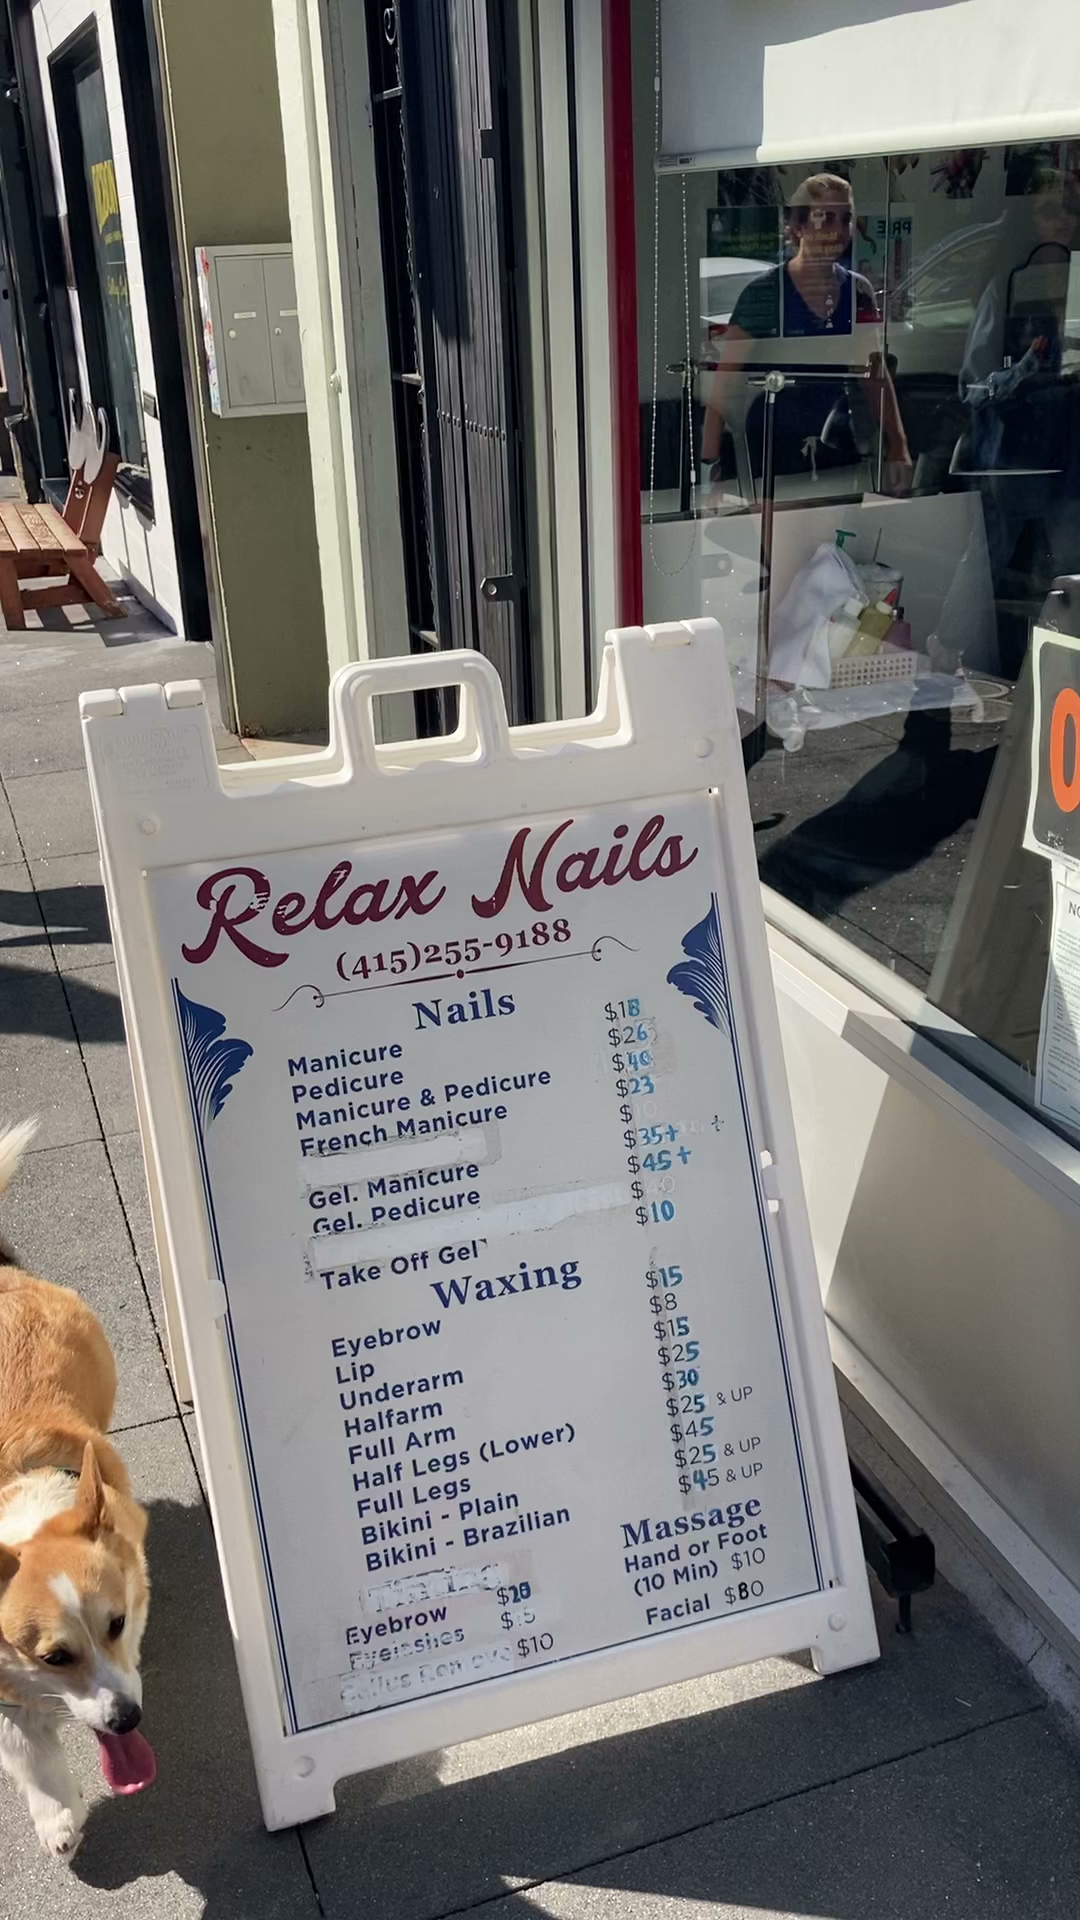 Relax Nails
(415)255-9188
Nails
Manicure $18
Pedicure $26
Manicure & Pedicure $40
French Manicure $23
$
Gel. Manicure $35+
Gel. Pedicure $45+
$
Take Off Gel $10
Waxing
Eyebrow $15
Lip $8
Underarm $15
Halfarm $25
Full Arm $30
Half Legs (Lower) $25 & UP
Full Legs $45
Bikini - Plain $25 & UP
Bikini - Brazilian $45 & UP
Eyebrow
Eyelashes
$10
Massage
Hand or Foot
(10 Min) $10
Facial $80